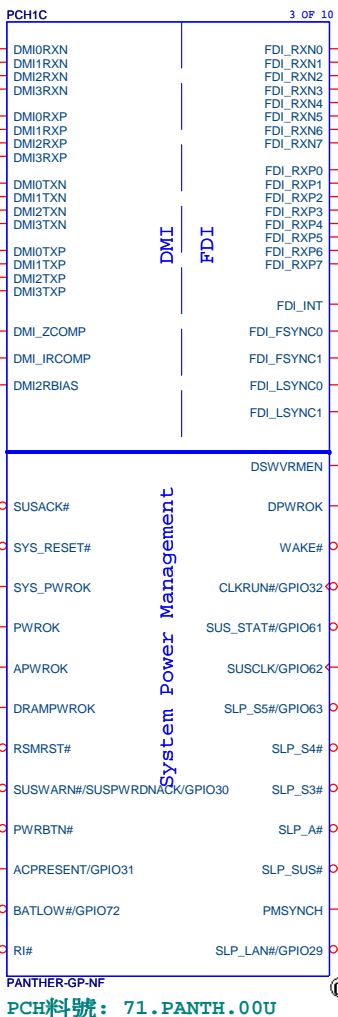 PCH1C 3 OF 10
DMI0RXN FDI_RXN0
DMI1RXN FDI_RXN1
DMI2RXN FDI_RXN2
DMI3RXN FDI_RXN3
FDI_RXN4
DMI0RXP FDI_RXN5
DMI1RXP FDI_RXN6
DMI2RXP FDI_RXN7
DMI3RXP
FDI_RXP0
DMI0TXN FDI_RXP1
DMI1TXN FDI_RXP2
DMI2TXN FDI_RXP3
DMI3TXN FDI_RXP4
FDI_RXP5
DMI0TXP FDI_RXP6
DMI1TXP FDI_RXP7
DMI2TXP
DMI3TXP
DMI
FDI
FDI_INT
DMI_ZCOMP FDI_FSYNC0
DMI_IRCOMP FDI_FSYNC1
DMI2RBIAS FDI_LSYNC0
FDI_LSYNC1
DSWVRMEN
System Power Management
SUSACK# DPWROK
SYS_RESET# WAKE#
SYS_PWROK CLKRUN#/GPIO32
PWROK SUS_STAT#/GPIO61
APWROK SUSCLK/GPIO62
DRAMPWROK SLP_S5#/GPIO63
RSMRST# SLP_S4#
SUSWARN#/SUSPWRDNACK/GPIO30 SLP_S3#
PWRBTN# SLP_A#
ACPRESENT/GPIO31 SLP_SUS#
BATLOW#/GPIO72 PMSYNCH
RI# SLP_LAN#/GPIO29
PANTHER-GP-NF
PCH料號: 71.PANTH.00U